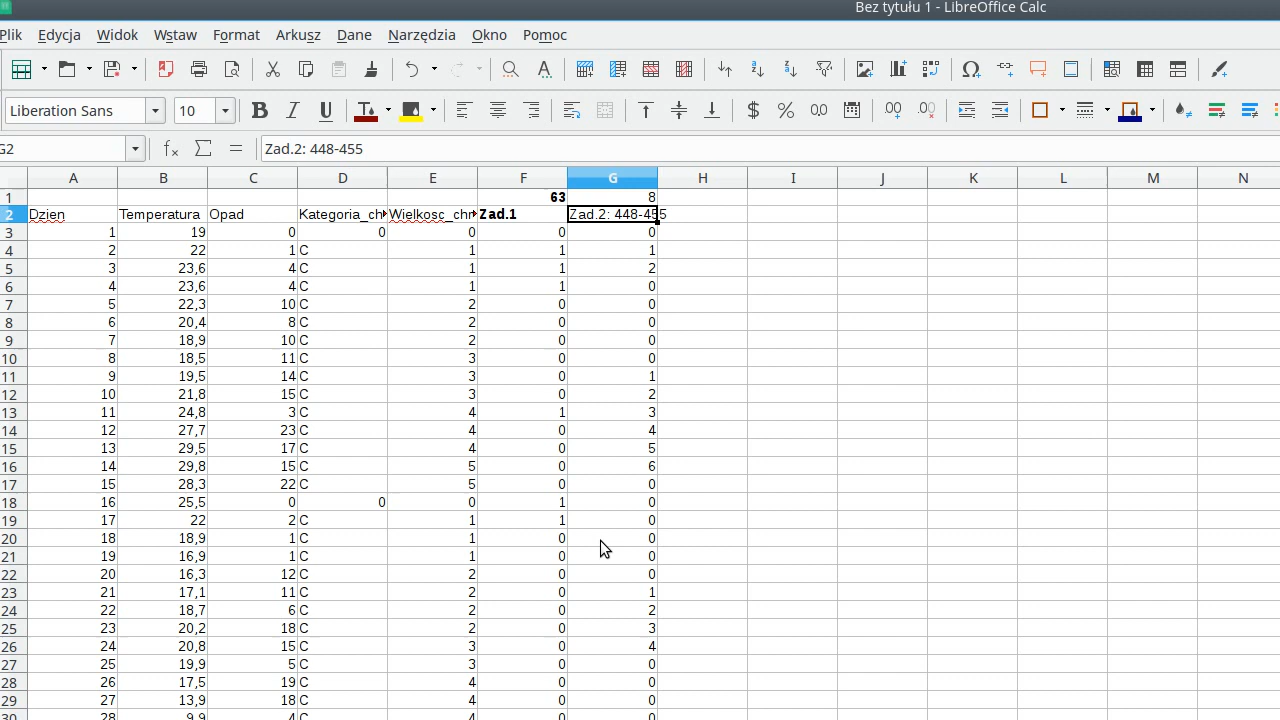 Bez tytułu 1 - LibreOffice Calc
Plik Edycja Widok Wstaw Format Arkusz Dane Narzędzia Okno Pomoc
Liberation Sans 10
G2 Zad.2: 448-455
A B C D E F G H I J K L M N
1 63 8
2 Dzien Temperatura Opad Kategoria_ch Wielkosc_chr Zad.1 Zad.2: 448-455
3 1 19 0 0 0 0 0
4 2 22 1 C 1 1 1
5 3 23,6 4 C 1 1 2
6 4 23,6 4 C 1 1 0
7 5 22,3 10 C 2 0 0
8 6 20,4 8 C 2 0 0
9 7 18,9 10 C 2 0 0
10 8 18,5 11 C 3 0 0
11 9 19,5 14 C 3 0 1
12 10 21,8 15 C 3 0 2
13 11 24,8 3 C 4 1 3
14 12 27,7 23 C 4 0 4
15 13 29,5 17 C 4 0 5
16 14 29,8 15 C 5 0 6
17 15 28,3 22 C 5 0 0
18 16 25,5 0 0 0 1 0
19 17 22 2 C 1 1 0
20 18 18,9 1 C 1 0 0
21 19 16,9 1 C 1 0 0
22 20 16,3 12 C 2 0 0
23 21 17,1 11 C 2 0 1
24 22 18,7 6 C 2 0 2
25 23 20,2 18 C 2 0 3
26 24 20,8 15 C 3 0 4
27 25 19,9 5 C 3 0 0
28 26 17,5 19 C 4 0 0
29 27 13,9 18 C 4 0 0
30 28 9,9 4 C 4 0 0